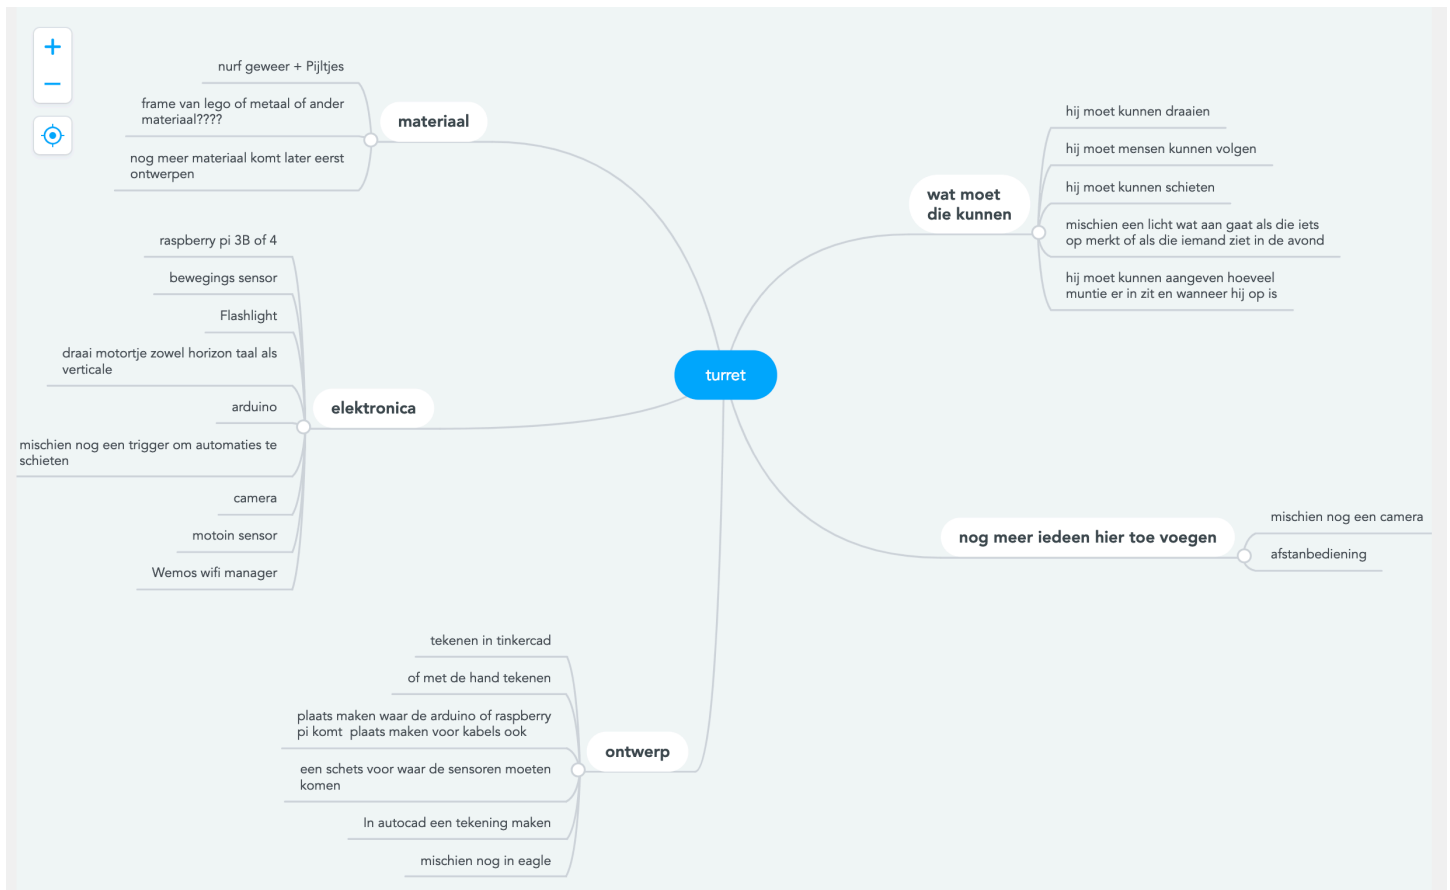 nurf geweer + Pijltjes
frame van lego of metaal of ander
materiaal????
nog meer materiaal komt later eerst
ontwerpen
materiaal
raspberry pi 3B of 4
bewegings sensor
Flashlight
draai motortje zowel horizon taal als
verticale
arduino
mischien nog een trigger om automaties te
schieten
camera
motoin sensor
Wemos wifi manager
elektronica
tekenen in tinkercad
of met de hand tekenen
plaats maken waar de arduino of raspberry
pi komt  plaats maken voor kabels ook
een schets voor waar de sensoren moeten
komen
In autocad een tekening maken
mischien nog in eagle
ontwerp
turret
wat moet
die kunnen
hij moet kunnen draaien
hij moet mensen kunnen volgen
hij moet kunnen schieten
mischien een licht wat aan gaat als die iets
op merkt of als die iemand ziet in de avond
hij moet kunnen aangeven hoeveel
muntie er in zit en wanneer hij op is
nog meer iedeen hier toe voegen
mischien nog een camera
afstanbediening